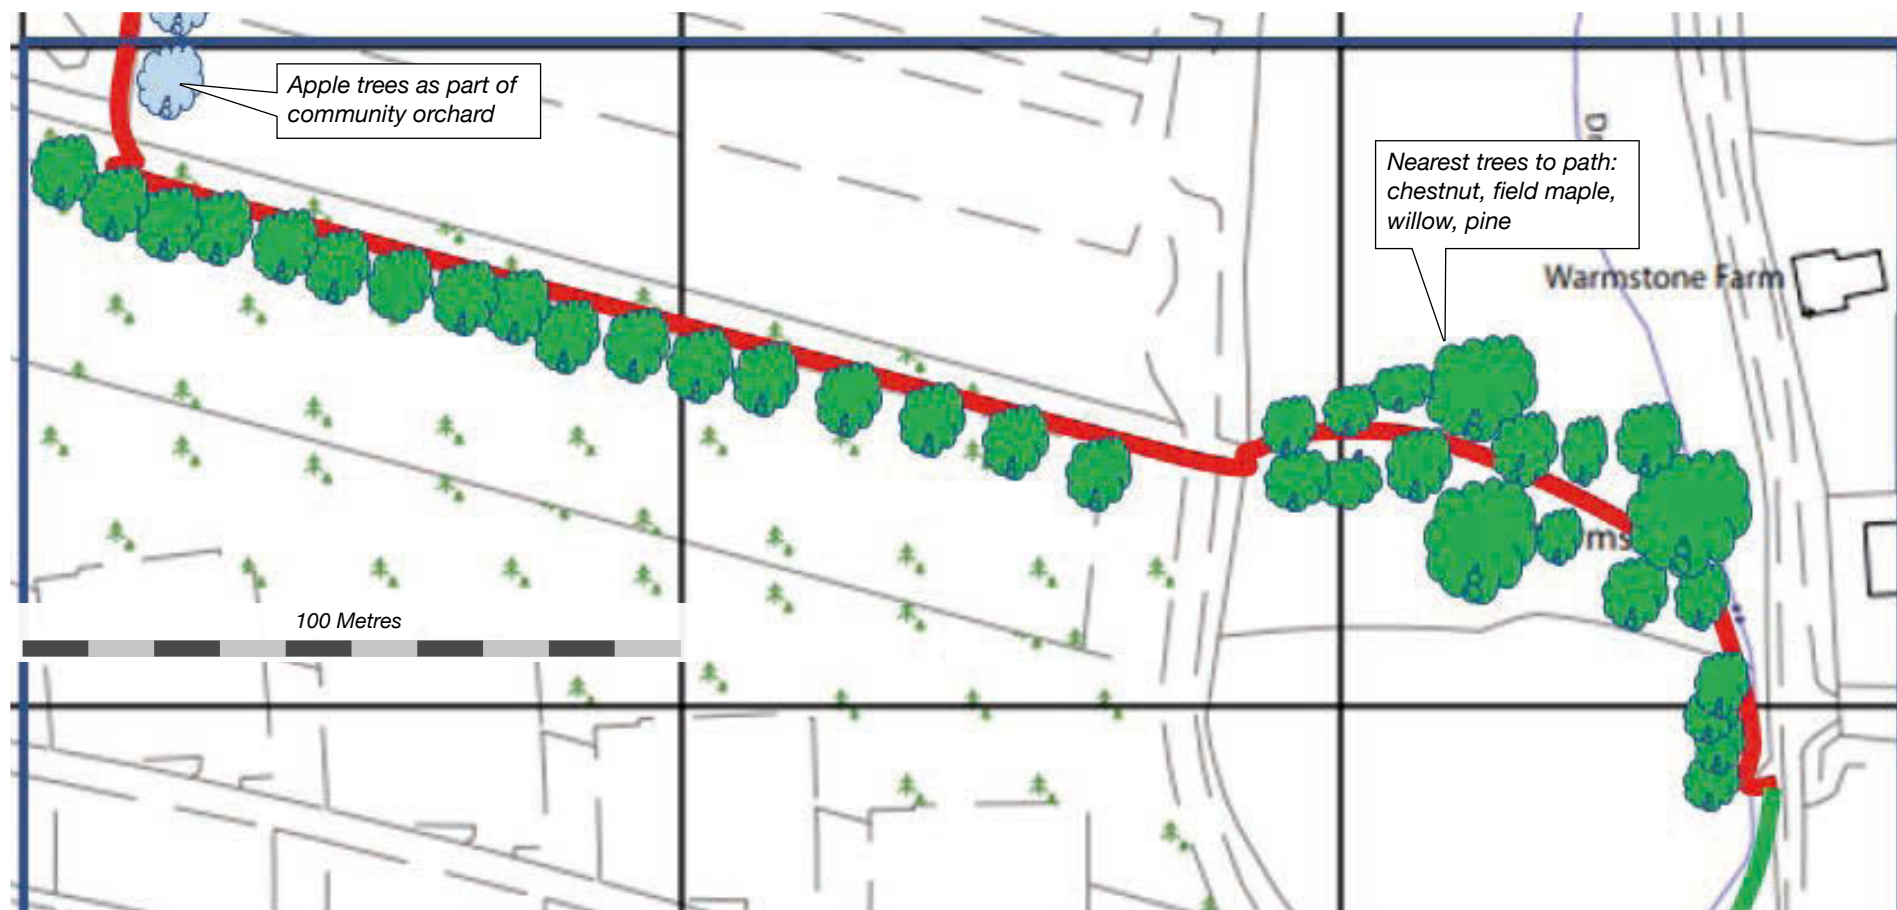 Apple trees as part of
community orchard
Nearest trees to path:
chestnut, field maple,
willow, pine
Warmstone Farm
100 Metres